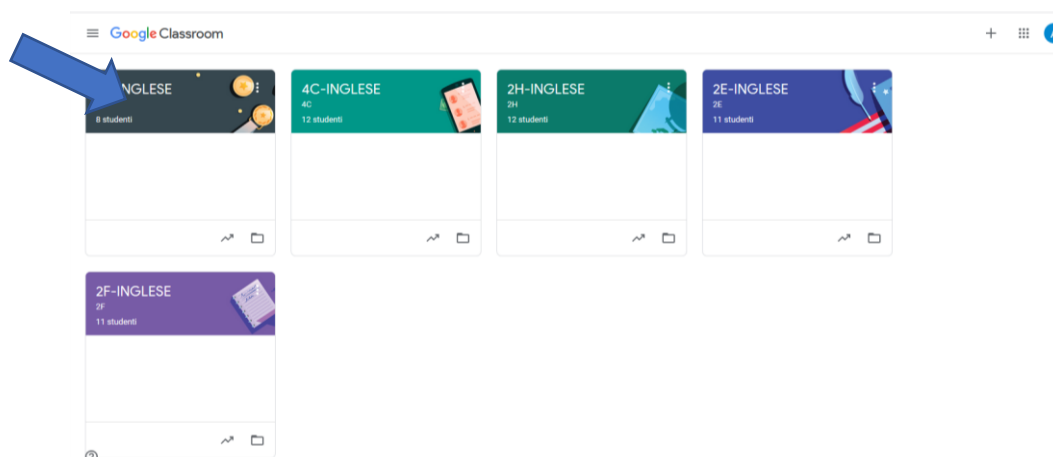 Google Classroom
NGLESE
8 studenti
4C-INGLESE
4C
12 studenti
2H-INGLESE
2H
12 studenti
2E-INGLESE
2E
11 studenti
2F-INGLESE
2F
11 studenti